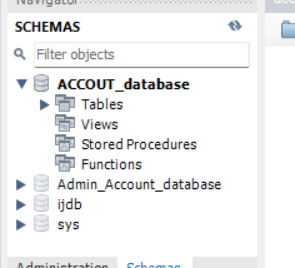 Navigator
SCHEMAS
Filter objects
ACCOUT_database
Tables
Views
Stored Procedures
Functions
Admin_Account_database
ijdb
sys
Administration Schemas